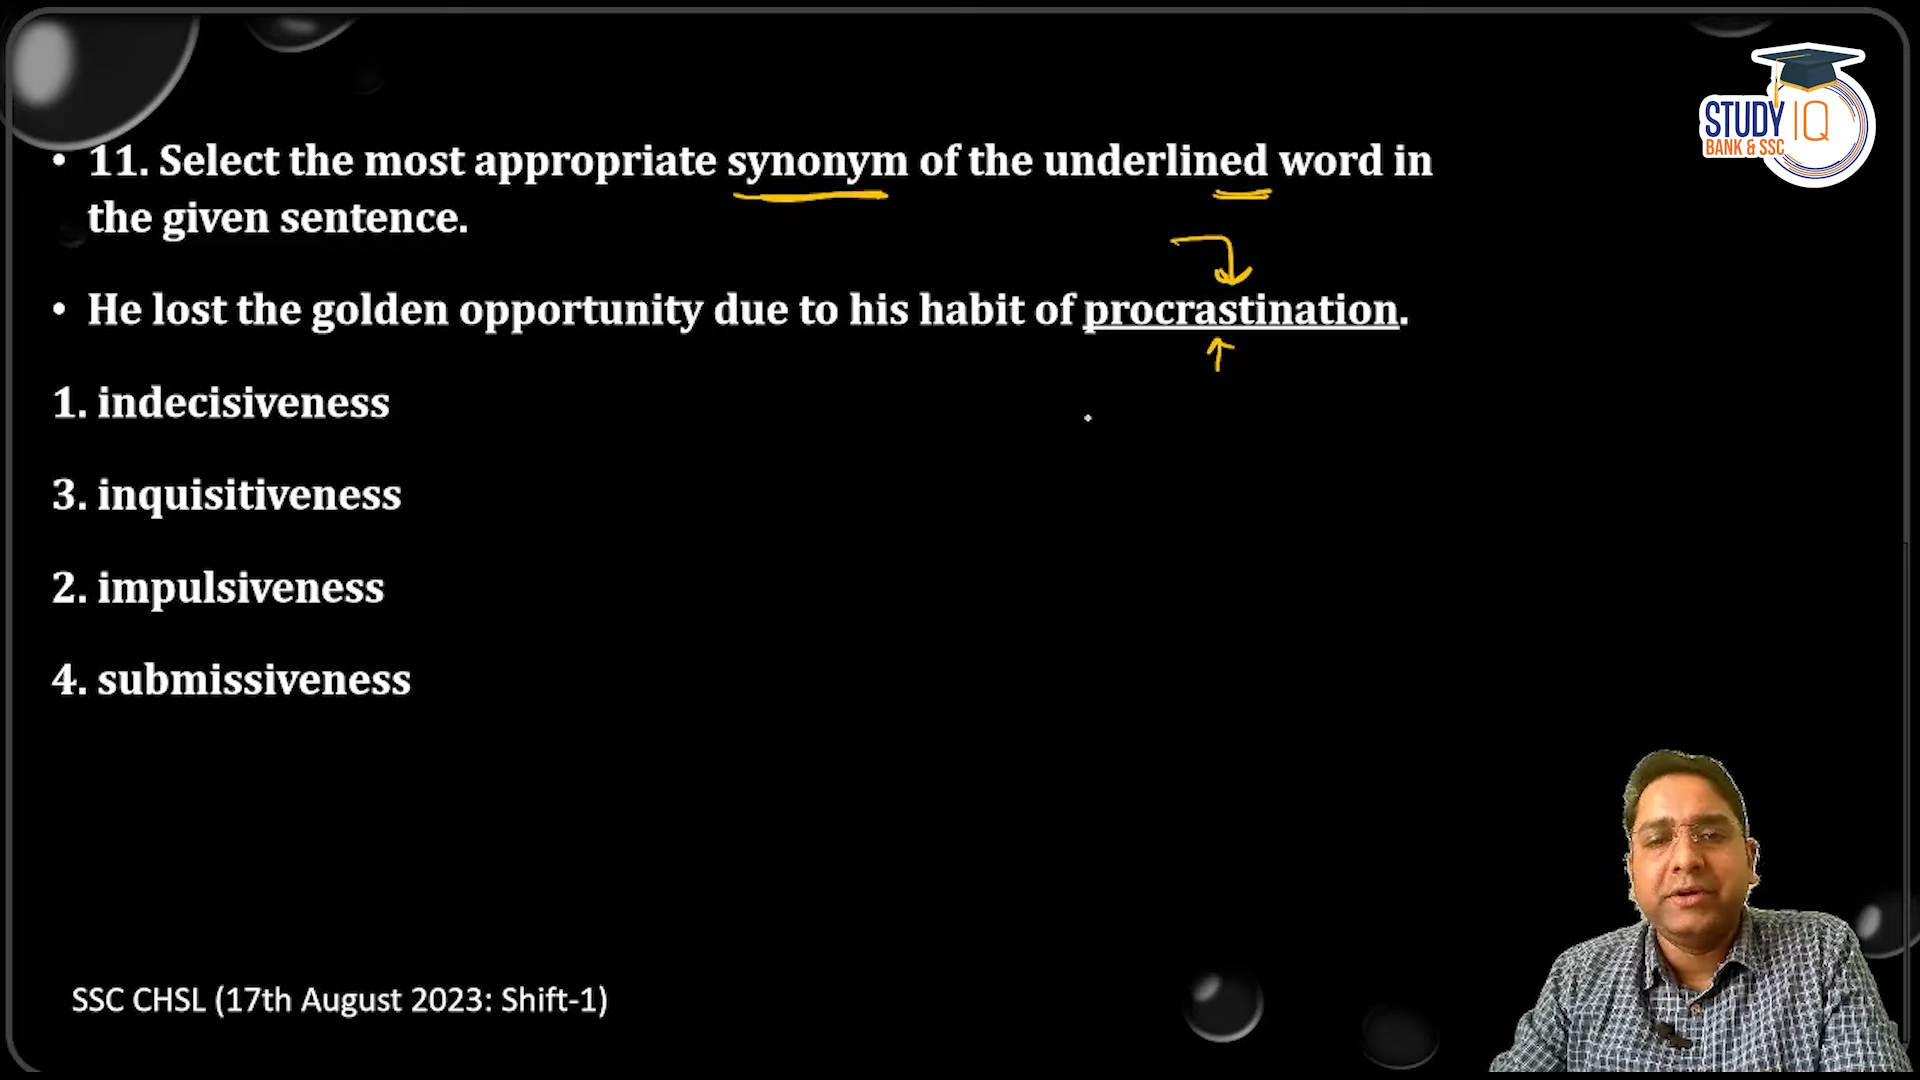 STUDY IQ
BANK & SSC
• 11. Select the most appropriate synonym of the underlined word in
the given sentence.
• He lost the golden opportunity due to his habit of procrastination.
1. indecisiveness
3. inquisitiveness
2. impulsiveness
4. submissiveness
SSC CHSL (17th August 2023: Shift-1)